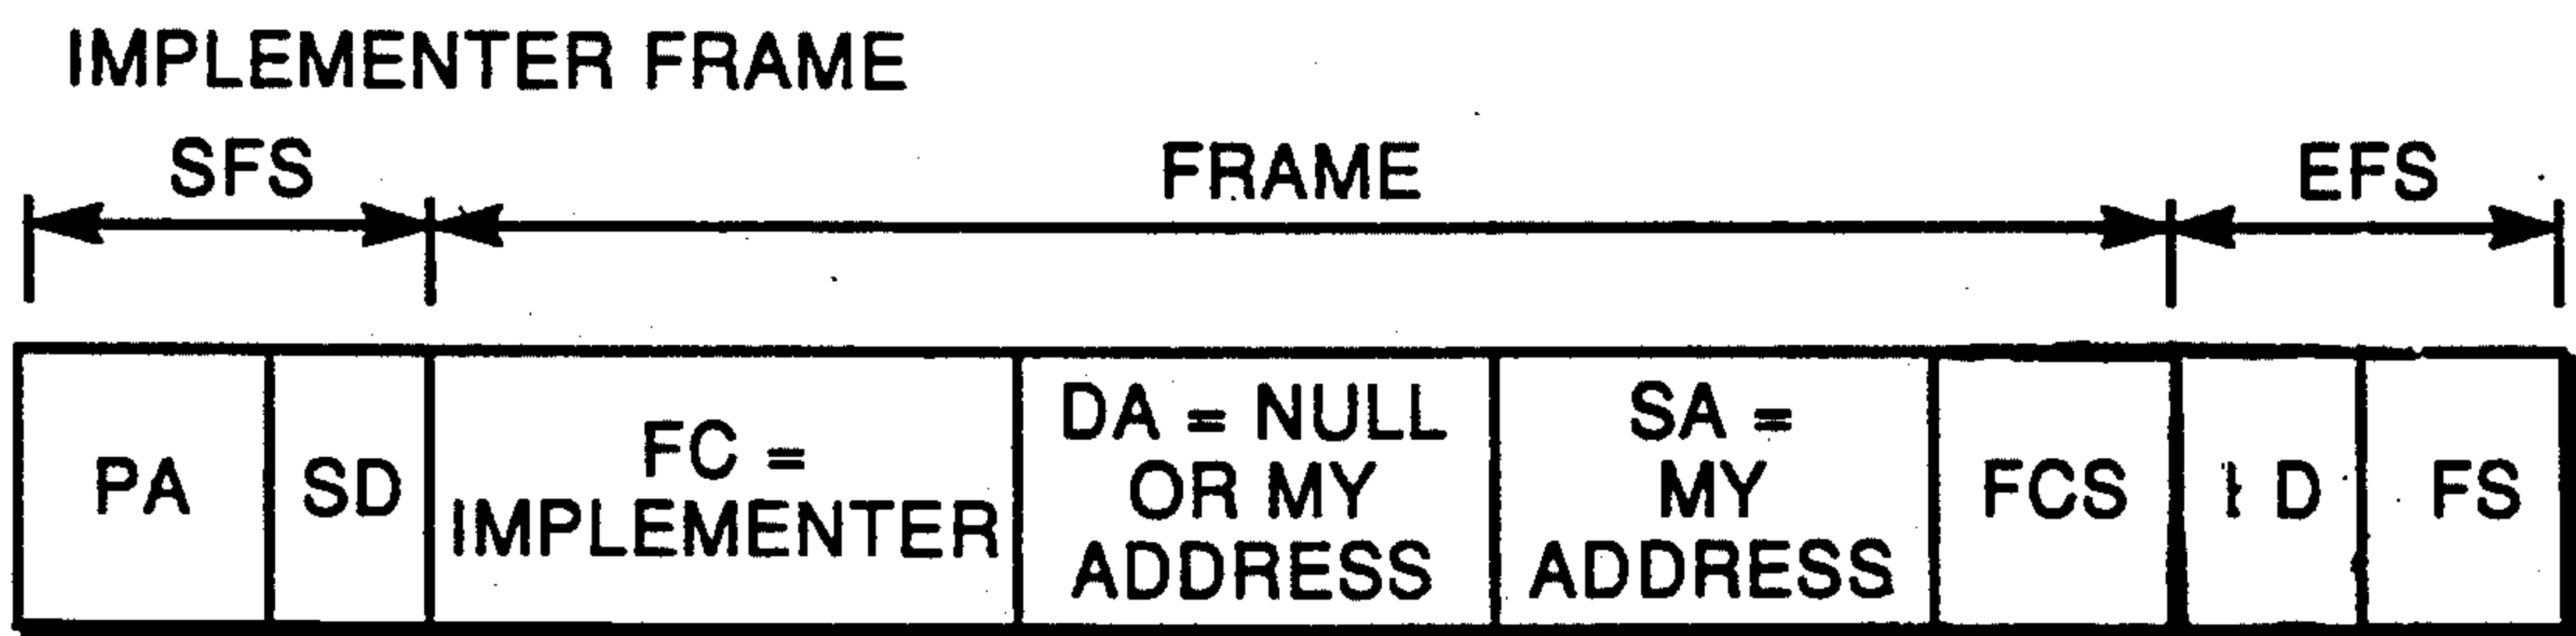 IMPLEMENTER FRAME
SFS FRAME EFS
PA SD FC = IMPLEMENTER DA = NULL OR MY ADDRESS SA = MY ADDRESS FCS D FS